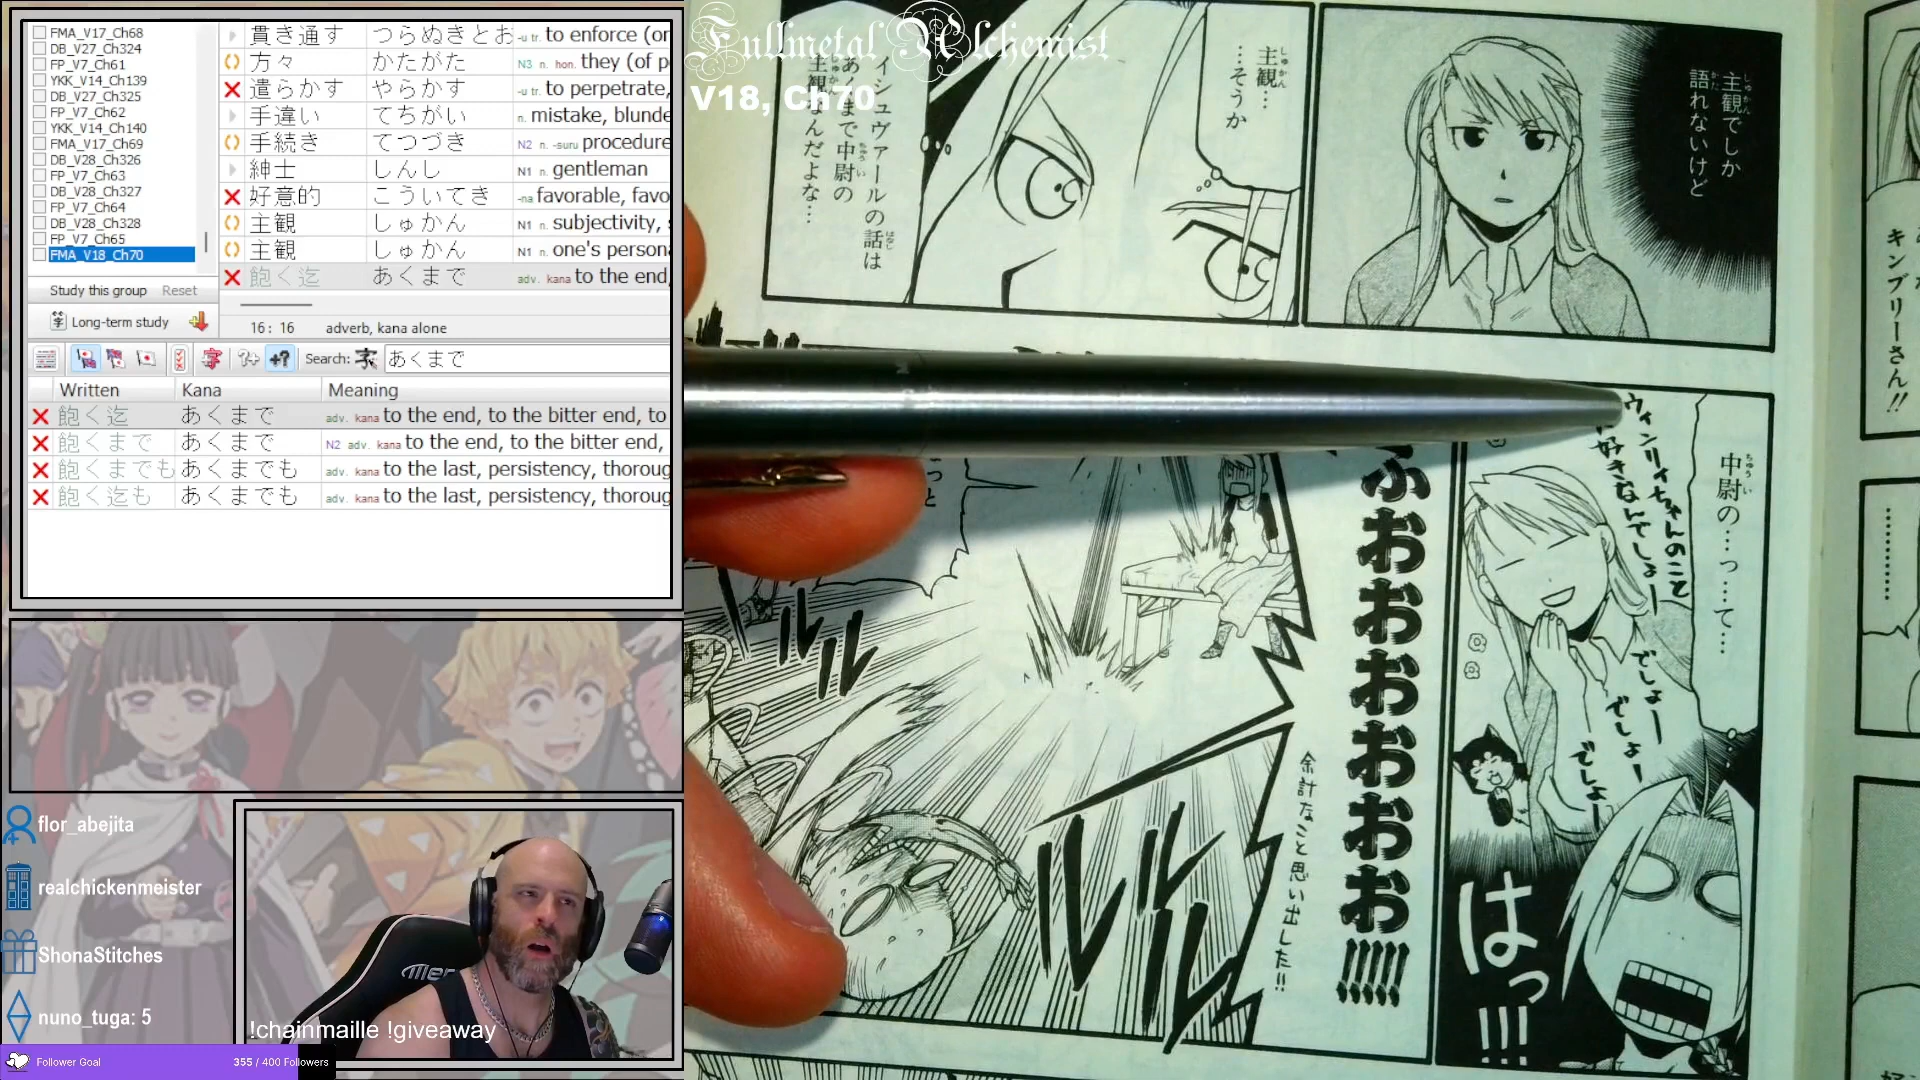 FMA_V17_Ch68
DB_V27_Ch324
FP_V7_Ch61
YKK_V14_Ch139
DB_V27_Ch325
FP_V7_Ch62
YKK_V14_Ch140
FMA_V17_Ch69
DB_V28_Ch326
FP_V7_Ch63
DB_V28_Ch327
FP_V7_Ch64
DB_V28_Ch328
FP_V7_Ch65
FMA_V18_Ch70
Study this group Reset
Long-term study
貫き通す つらぬきとお -u tr. to enforce (or
方々 かたがた N3 n. hon. they (of p
遣らかす やらかす -u tr. to perpetrate,
手違い てちがい n. mistake, blunde
手続き てつづき N2 n. -suru procedure
紳士 しんし N1 n. gentleman
好意的 こういてき -na favorable, favo
主観 しゅかん N1 n. subjectivity, s
主観 しゅかん N1 n. one's persona
飽く迄 あくまで adv. kana to the end,
16: 16 adverb, kana alone
Search: あくまで
Written Kana Meaning
飽く迄 あくまで adv. kana to the end, to the bitter end, to
飽くまで あくまで N2 adv. kana to the end, to the bitter end,
飽くまでも あくまでも adv. kana to the last, persistency, thoroug
飽く迄も あくまでも adv. kana to the last, persistency, thoroug
flor_abejita
realchickenmeister
ShonaStitches
nuno_tuga: 5
!chainmaille !giveaway
Follower Goal 355 / 400 Followers
Fullmetal Alchemist
V18, Ch70
主観でしか
語れないけど
主観…
…そうか
イシュヴァールの話は
あくまで中尉の
主観なんだよな…
キンブリーさん!!
中尉の…っ…て…
ウィンリィちゃんのこと
好きなんでしょー
でしょー
でしょー
でしょー
はっ!!!
ふおおおおおお!!!!!
余計なこと思い出した!!